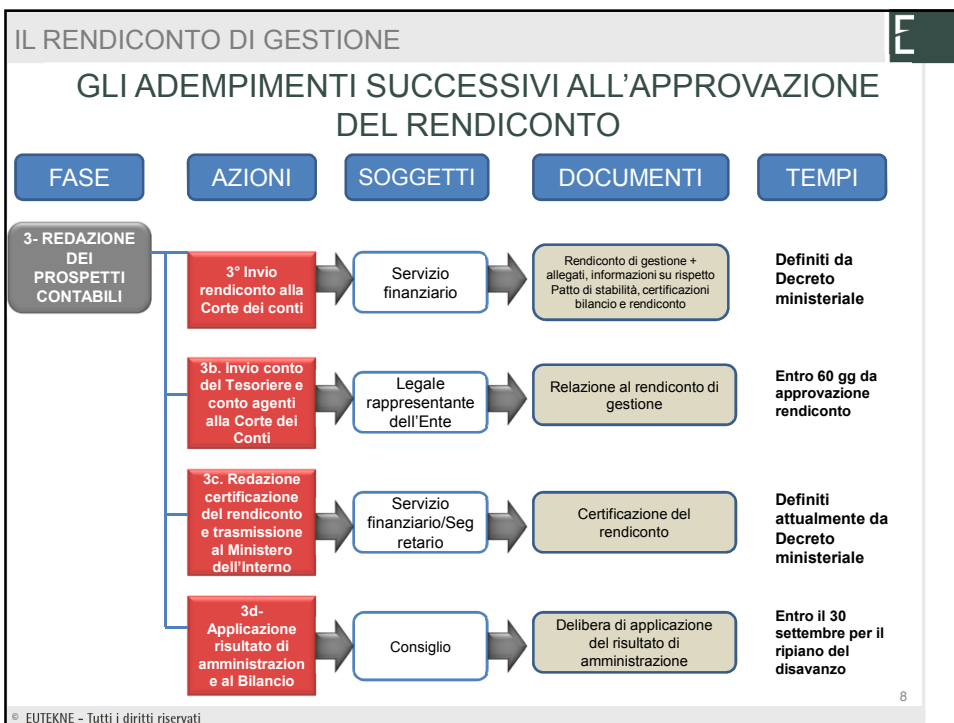 IL RENDICONTO DI GESTIONE
E
GLI ADEMPIMENTI SUCCESSIVI ALL'APPROVAZIONE
DEL RENDICONTO
FASE
AZIONI
SOGGETTI
DOCUMENTI
TEMPI
3- REDAZIONE
DEI
PROSPETTI
CONTABILI
3° Invio
rendiconto alla
Corte dei conti
Servizio
finanziario
Rendiconto di gestione +
allegati, informazioni su rispetto
Patto di stabilità, certificazioni
bilancio e rendiconto
Definiti da
Decreto
ministeriale
3b. Invio conto
del Tesoriere e
conto agenti
alla Corte dei
Conti
Legale
rappresentante
dell'Ente
Relazione al rendiconto di
gestione
Entro 60 gg da
approvazione
rendiconto
3c. Redazione
certificazione
del rendiconto
e trasmissione
al Ministero
dell'Interno
Servizio
finanziario/Seg
retario
Certificazione del
rendiconto
Definiti
attualmente da
Decreto
ministeriale
3d-
Applicazione
risultato di
amministrazion
e al Bilancio
Consiglio
Delibera di applicazione
del risultato di
amministrazione
Entro il 30
settembre per il
ripiano del
disavanzo
8
© EUTEKNE – Tutti i diritti riservati